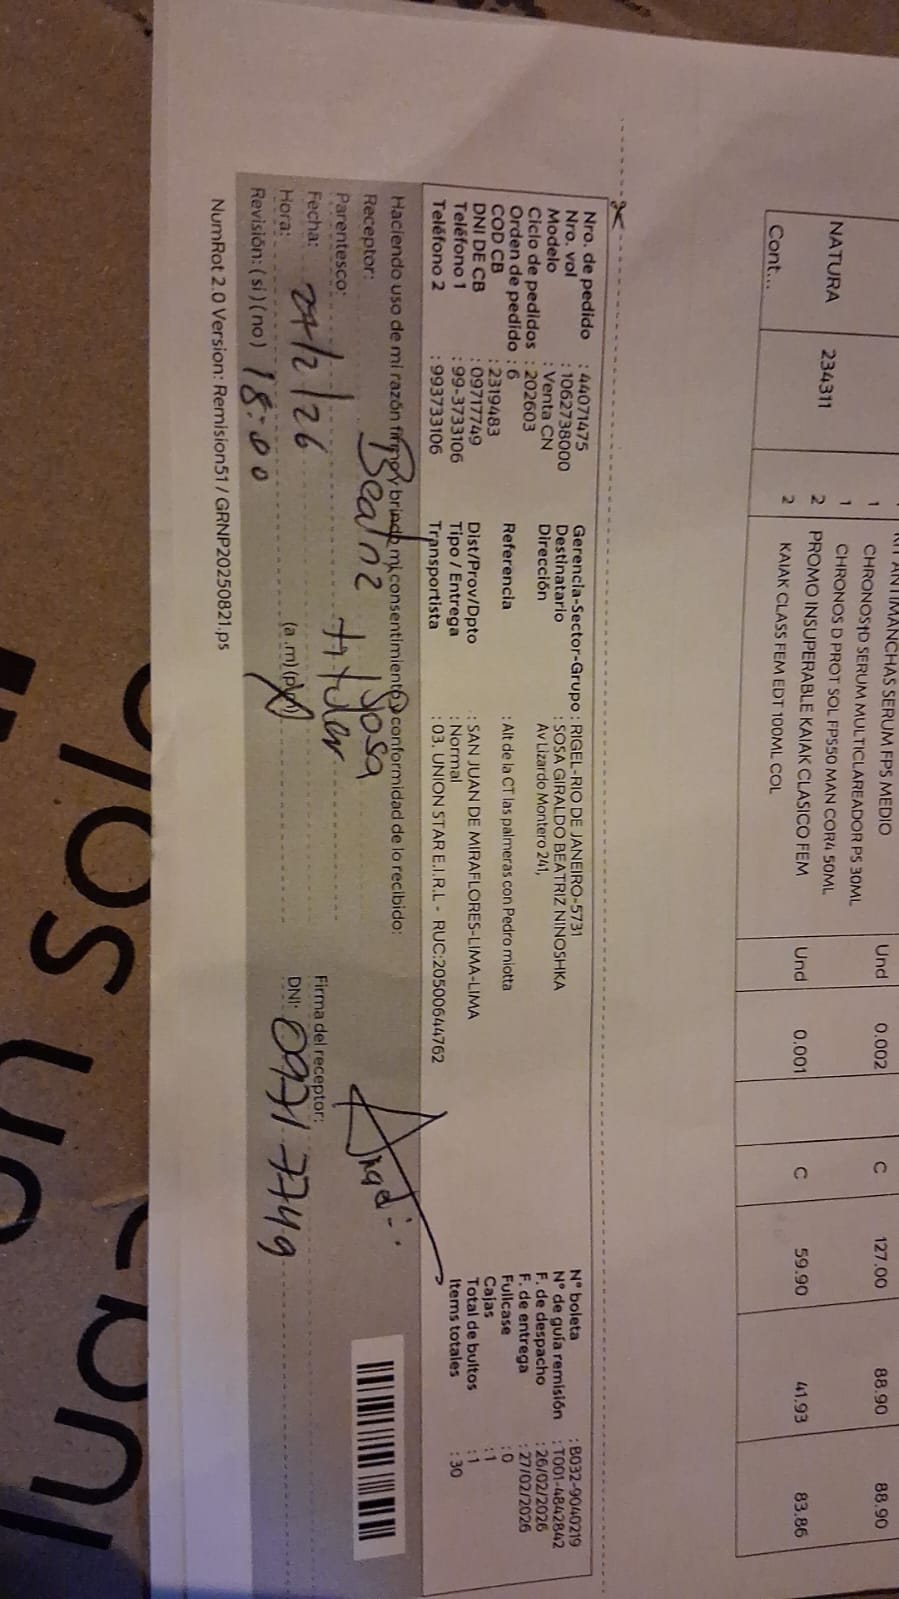 KIT ANTIMANCHAS SERUM FPS MEDIO
1 CHRONOS D SERUM MULTICLAREADOR PS 30ML Und 0.002 C 127.00 88.90 88.90
1 CHRONOS D PROT SOL FPS50 MAN COR4 50ML
NATURA 234311 2 PROMO INSUPERABLE KAIAK CLASICO FEM Und 0.001 C 59.90 41.93 83.86
2 KAIAK CLASS FEM EDT 100ML COL
Cont...
Nro. de pedido : 44071475 Gerencia-Sector-Grupo : RIGEL-RIO DE JANEIRO-5731 N° boleta : B032-9040219
Nro. vol : 1062738000 Destinatario : SOSA GIRALDO BEATRIZ NINOSHKA N° de guía remisión : T001-4842842
Modelo : Venta CN Dirección Av Lizardo Montero 241, F. de despacho : 26/02/2026
Ciclo de pedidos : 202603 F. de entrega : 27/02/2026
Orden de pedido : 6 Referencia : Alt de la CT las palmeras con Pedro miotta Fullcase : 0
COD CB : 2319483 Cajas : 1
DNI DE CB : 09717749 Dist/Prov/Dpto : SAN JUAN DE MIRAFLORES-LIMA-LIMA Total de bultos : 1
Teléfono 1 : 99-3733106 Tipo / Entrega : Normal Items totales : 30
Teléfono 2 : 993733106 Transportista : 03. UNION STAR E.I.R.L - RUC:20500644762
Haciendo uso de mi razón firmo y brindo mi consentimiento y conformidad de lo recibido:
Receptor: Beatriz Sosa
Parentesco: titular
Fecha: 27/2/26 Firma del receptor:
Hora: 18:00 (a .m) (p.m) DNI: 09717749
Revisión: (si) (no)
NumRot 2.0 Version: Remision51 / GRNP20250821.ps
on solo